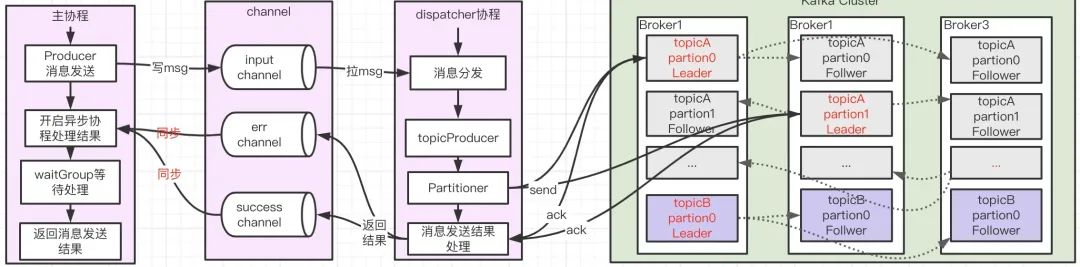 主协程
Producer
消息发送
开启异步协
程处理结果
waitGroup等
待处理
返回消息发送
结果
写msg
同步
同步
channel
input
channel
err
channel
success
channel
拉msg
返回
结果
dispatcher协程
消息分发
topicProducer
Partitioner
消息发送结果
处理
send
ack
ack
Kafka Cluster
Broker1
topicA
partion0
Leader
topicA
partion1
Follower
...
topicB
partion0
Leader
Broker1
topicA
partion0
Follwer
topicA
partion1
Leader
...
topicB
partion0
Follwer
Broker3
topicA
partion0
Follower
topicA
partion1
Follower
...
topicB
partion0
Follower